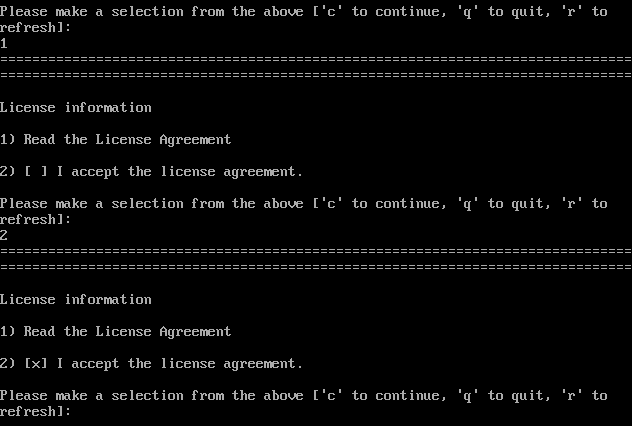 Please make a selection from the above ['c' to continue, 'q' to quit, 'r' to
refresh]:
1
===============================================================================
===============================================================================
License information
1) Read the License Agreement
2) [ ] I accept the license agreement.
Please make a selection from the above ['c' to continue, 'q' to quit, 'r' to
refresh]:
2
===============================================================================
===============================================================================
License information
1) Read the License Agreement
2) [x] I accept the license agreement.
Please make a selection from the above ['c' to continue, 'q' to quit, 'r' to
refresh]: